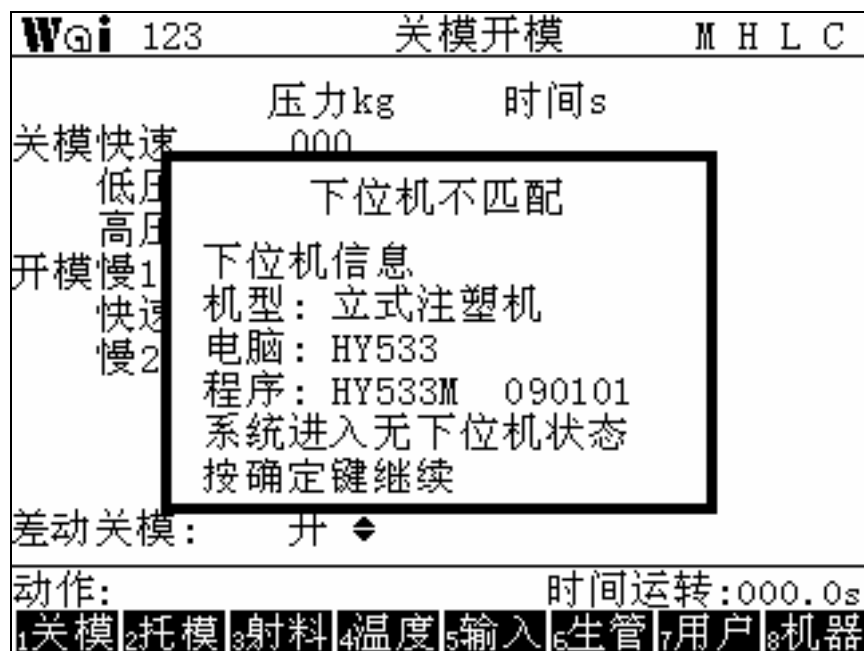 Wai 123 关模开模 M H L C
压力kg 时间s
关模快速 000
低压
高压
开模慢1
快速
慢2
下位机不匹配
下位机信息
机型: 立式注塑机
电脑: HY533
程序: HY533M 090101
系统进入无下位机状态
按确定键继续
差动关模: 开
动作: 时间运转:000.0s
1关模 2托模 3射料 4温度 5输入 6生管 7用户 8机器